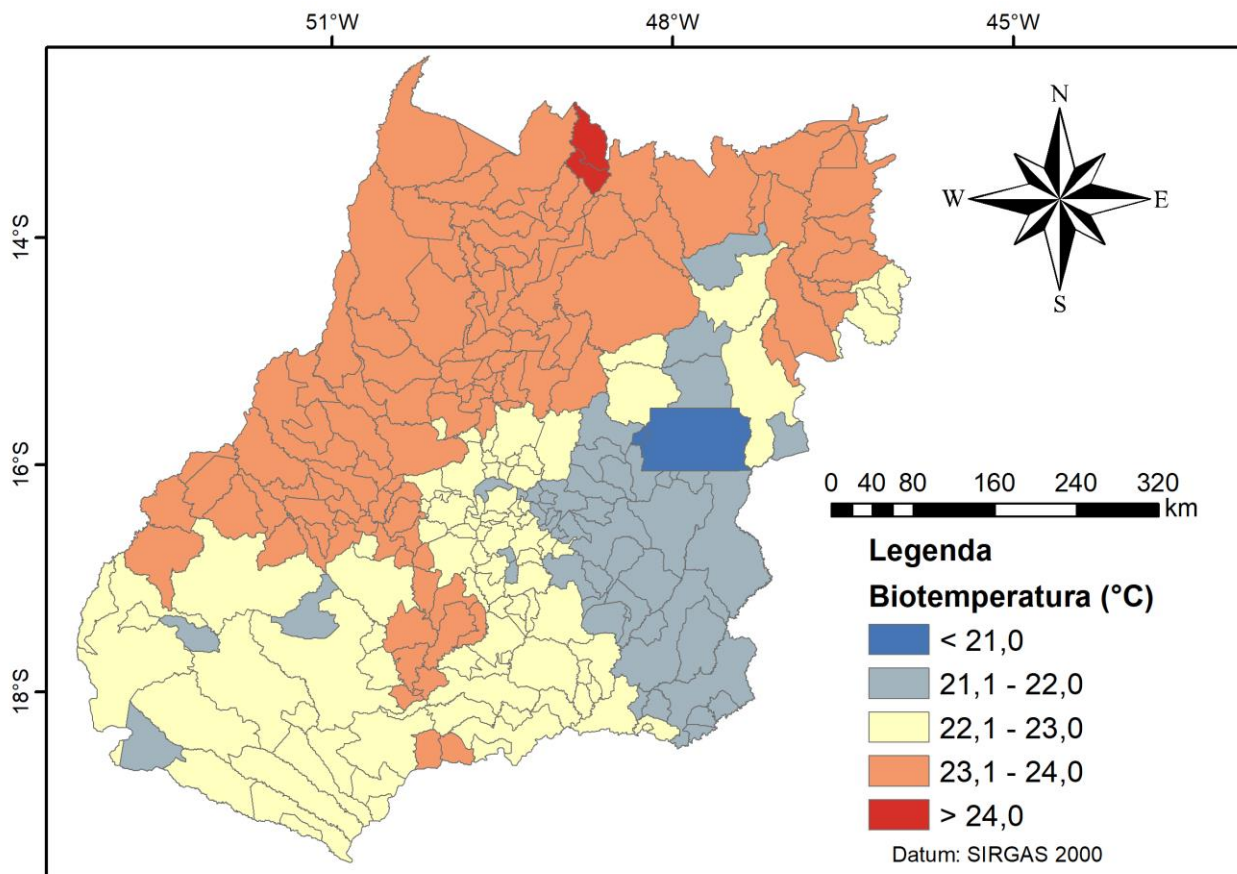 51°W 48°W 45°W
14°S
16°S
18°S
N
W E
S
0 40 80 160 240 320
km
Legenda
Biotemperatura (°C)
< 21,0
21,1 - 22,0
22,1 - 23,0
23,1 - 24,0
> 24,0
Datum: SIRGAS 2000